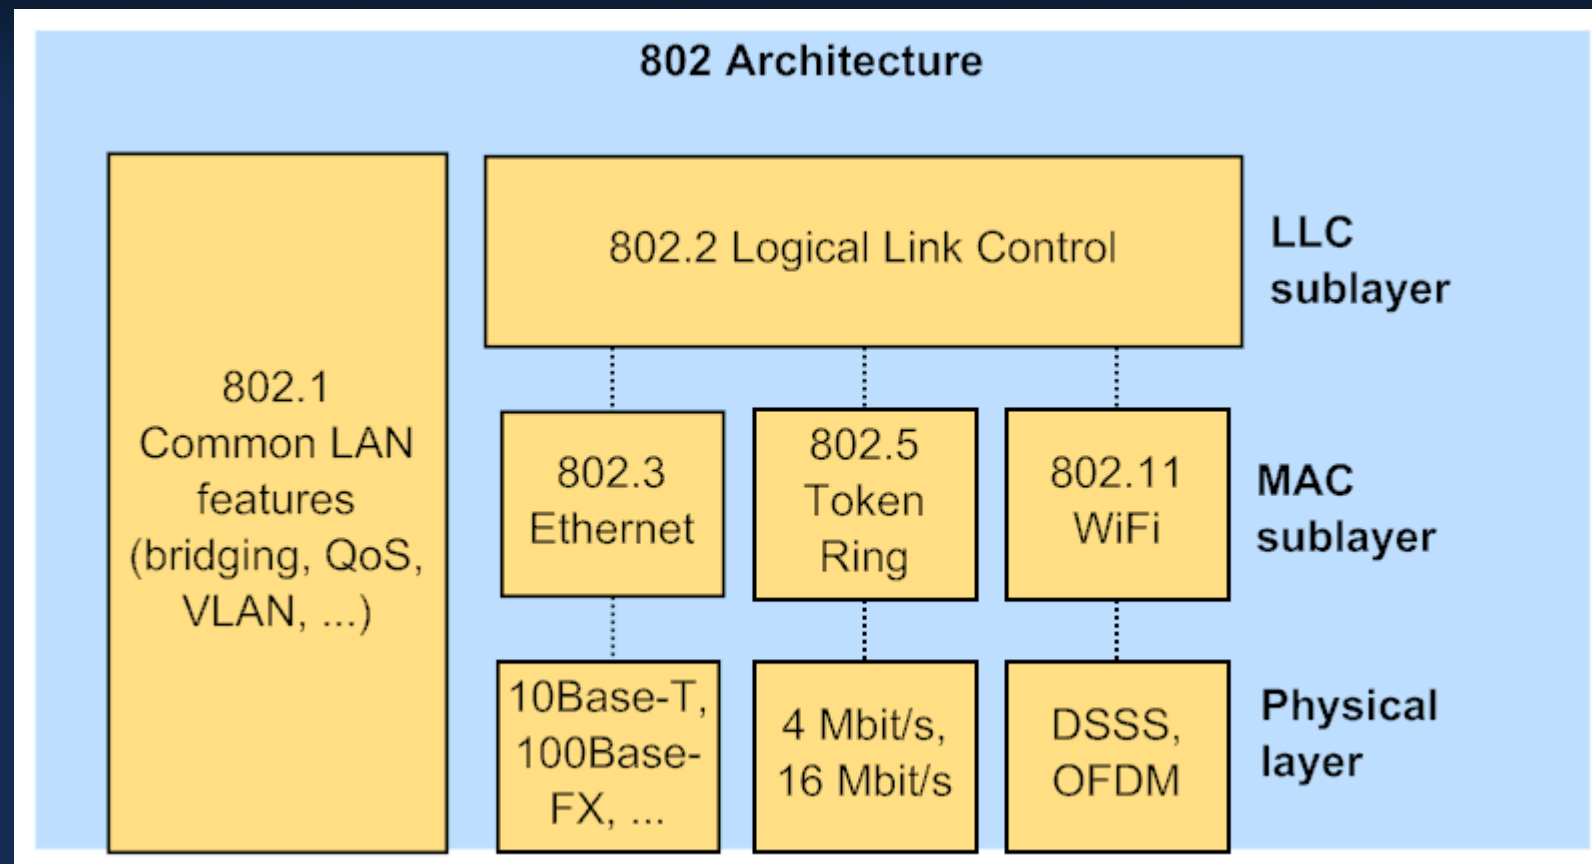 802 Architecture
802.1
Common LAN
features
(bridging, QoS,
VLAN, ...)
802.2 Logical Link Control
LLC
sublayer
802.3
Ethernet
802.5
Token
Ring
802.11
WiFi
MAC
sublayer
10Base-T,
100Base-
FX, ...
4 Mbit/s,
16 Mbit/s
DSSS,
OFDM
Physical
layer